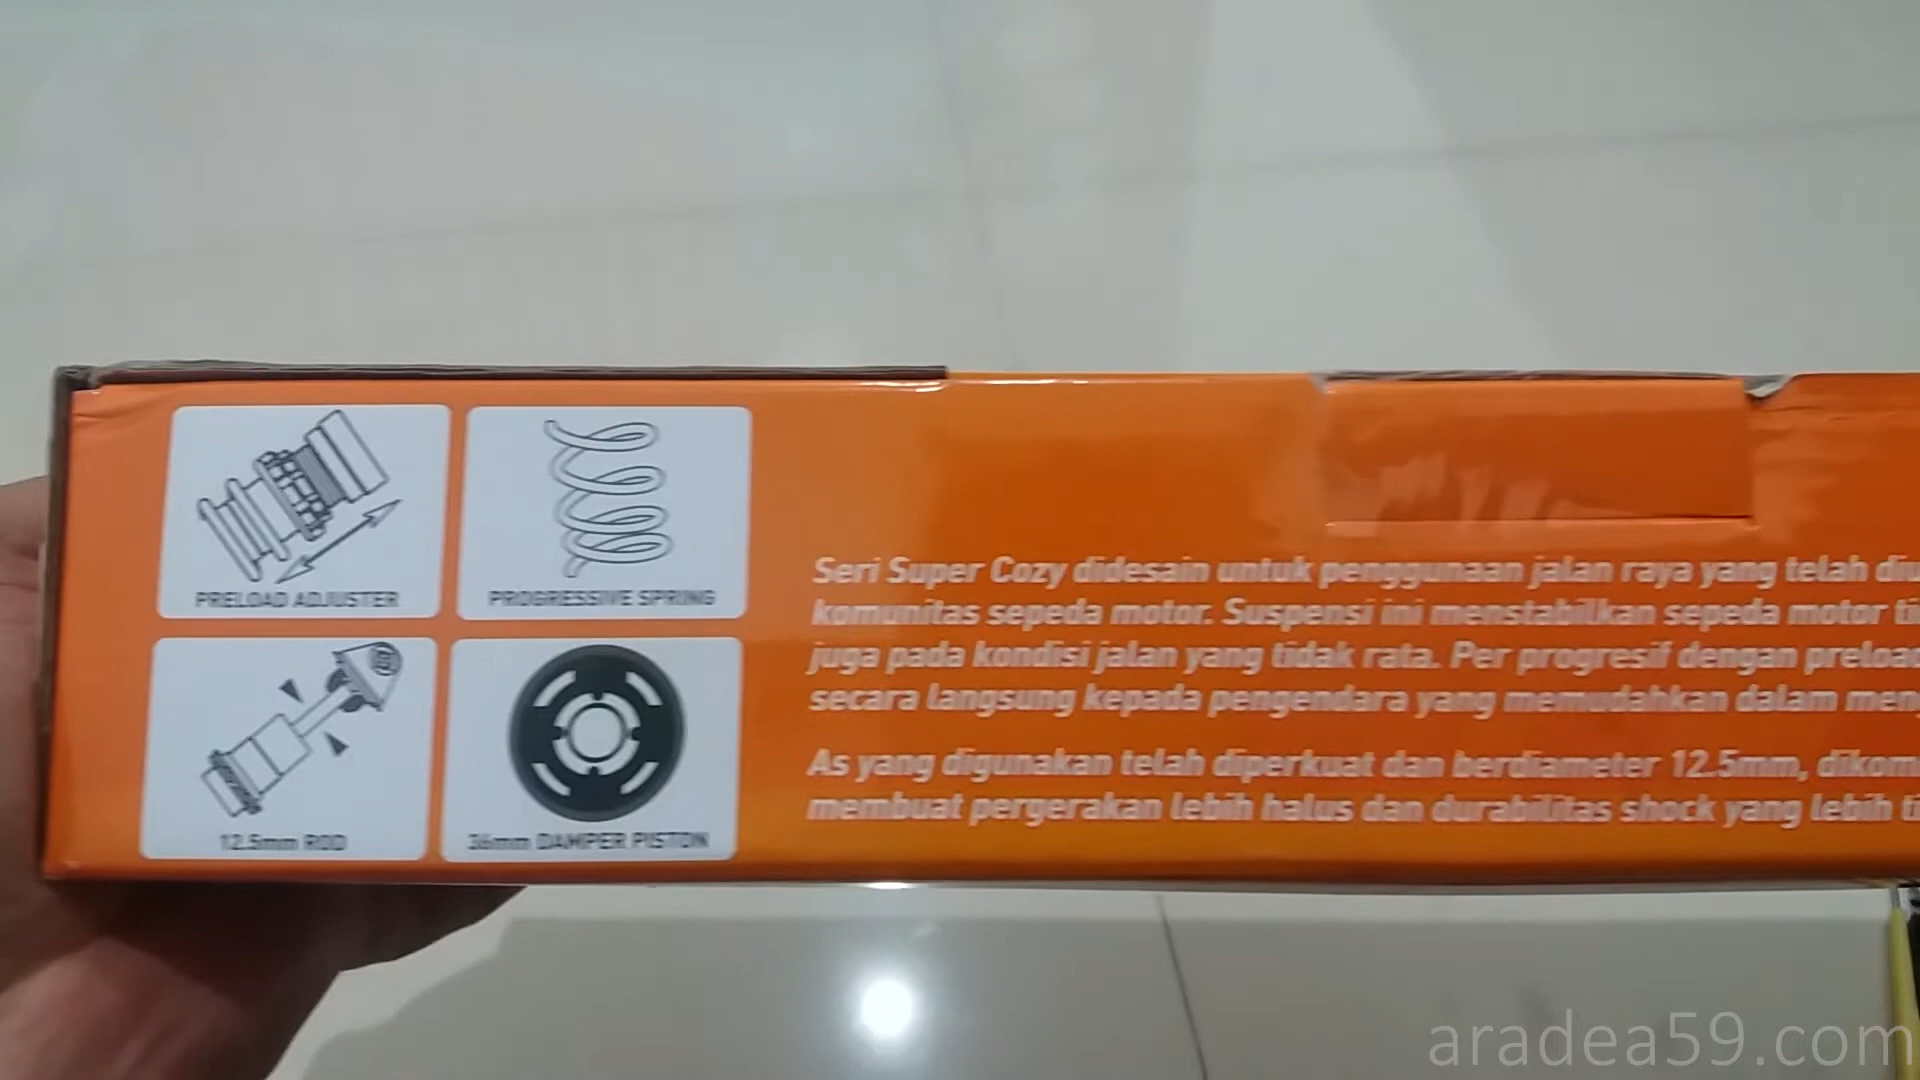 PRELOAD ADJUSTER
PROGRESSIVE SPRING
12.5mm ROD
36mm DAMPER PISTON
Seri Super Cozy didesain untuk penggunaan jalan raya yang telah
komunitas sepeda motor. Suspensi ini menstabilkan sepeda motor
juga pada kondisi jalan yang tidak rata. Per progresif dengan preload
secara langsung kepada pengendara yang memudahkan dalam
As yang digunakan telah diperkuat dan berdiameter 12.5mm,
membuat pergerakan lebih halus dan durabilitas shock yang lebih
aradea59.com